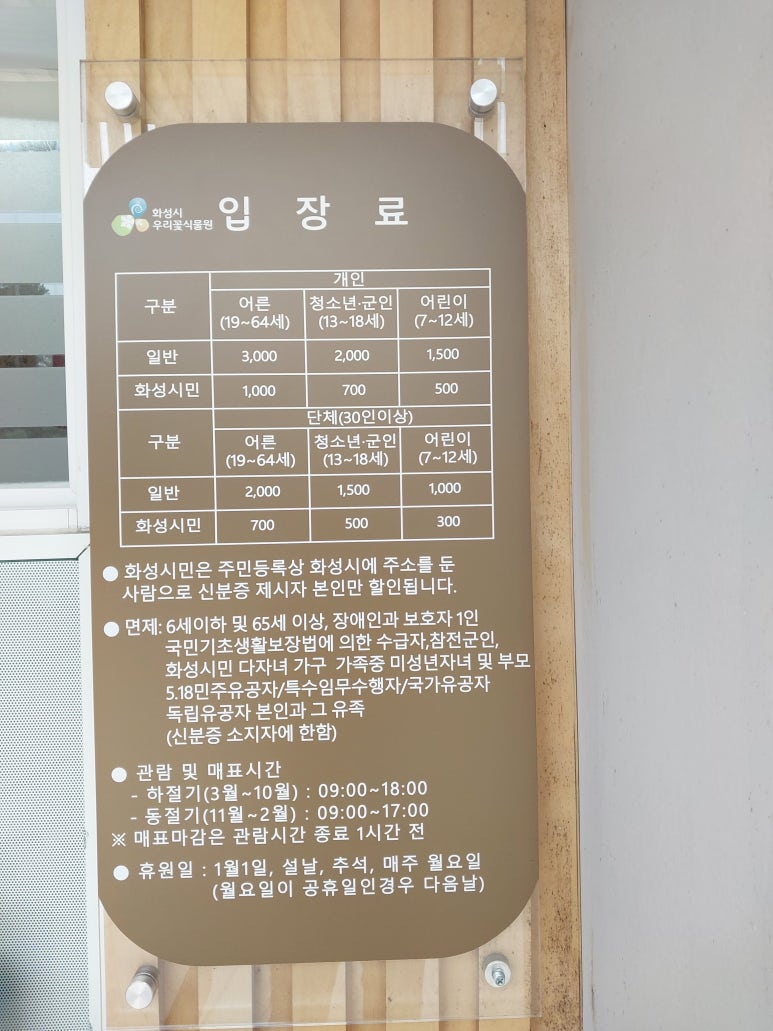 화성시
우리꽃식물원
입 장 료
구분 개인
어른 (19~64세) 청소년·군인 (13~18세) 어린이 (7~12세)
일반 3,000 2,000 1,500
화성시민 1,000 700 500
구분 단체(30인이상)
어른 (19~64세) 청소년·군인 (13~18세) 어린이 (7~12세)
일반 2,000 1,500 1,000
화성시민 700 500 300
● 화성시민은 주민등록상 화성시에 주소를 둔
사람으로 신분증 제시자 본인만 할인됩니다.
● 면제: 6세이하 및 65세 이상, 장애인과 보호자 1인
국민기초생활보장법에 의한 수급자,참전군인,
화성시민 다자녀 가구 가족중 미성년자녀 및 부모
5.18민주유공자/특수임무수행자/국가유공자
독립유공자 본인과 그 유족
(신분증 소지자에 한함)
● 관람 및 매표시간
- 하절기(3월~10월) : 09:00~18:00
- 동절기(11월~2월) : 09:00~17:00
※ 매표마감은 관람시간 종료 1시간 전
● 휴원일 : 1월1일, 설날, 추석, 매주 월요일
(월요일이 공휴일인경우 다음날)